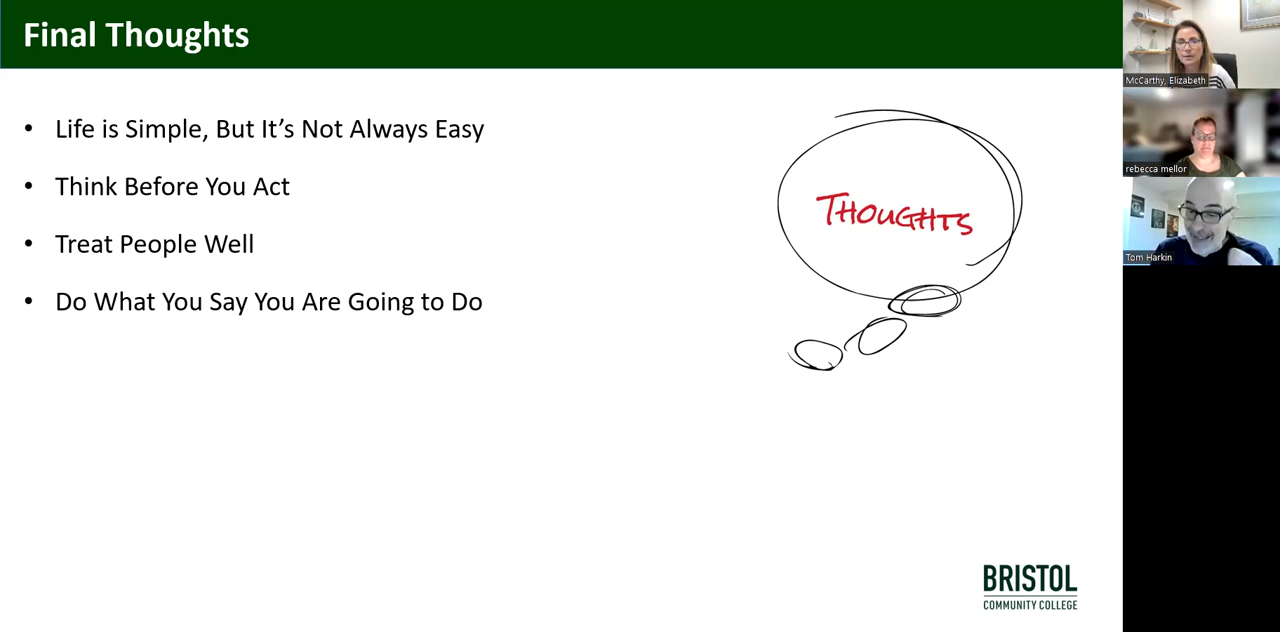 Final Thoughts
• Life is Simple, But It's Not Always Easy
• Think Before You Act
• Treat People Well
• Do What You Say You Are Going to Do
THOUGHTS
BRISTOL
COMMUNITY COLLEGE
McCarthy, Elizabeth
rebecca mellor
Tom Harkin